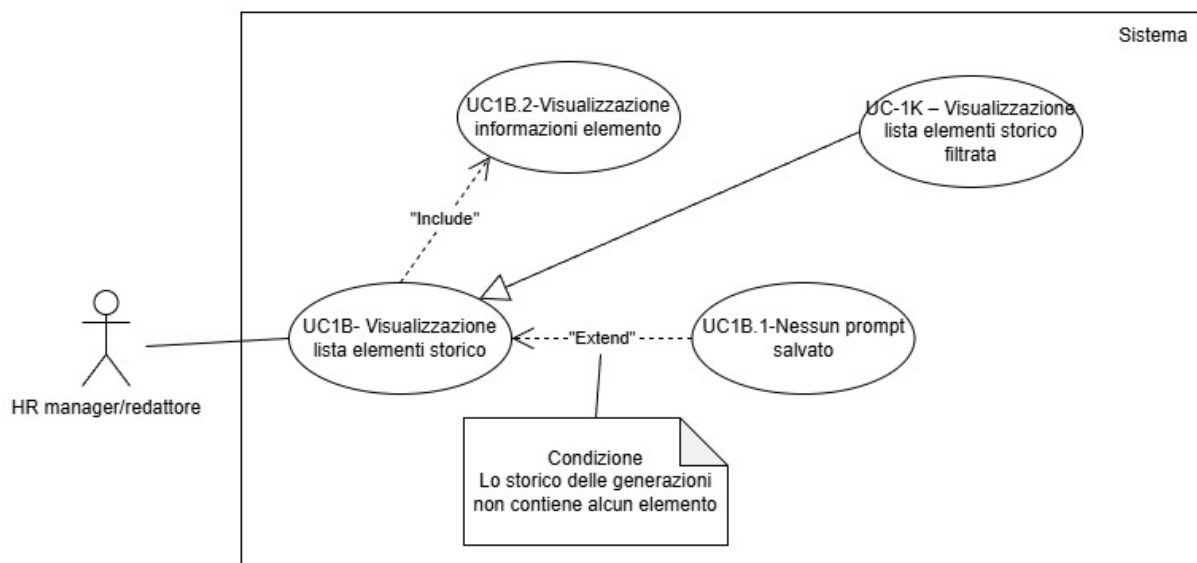 Sistema
UC1B.2-Visualizzazione
informazioni elemento
UC-1K – Visualizzazione
lista elementi storico
filtrata
"Include"
UC1B- Visualizzazione
lista elementi storico
"Extend"
UC1B.1-Nessun prompt
salvato
HR manager/redattore
Condizione
Lo storico delle generazioni
non contiene alcun elemento